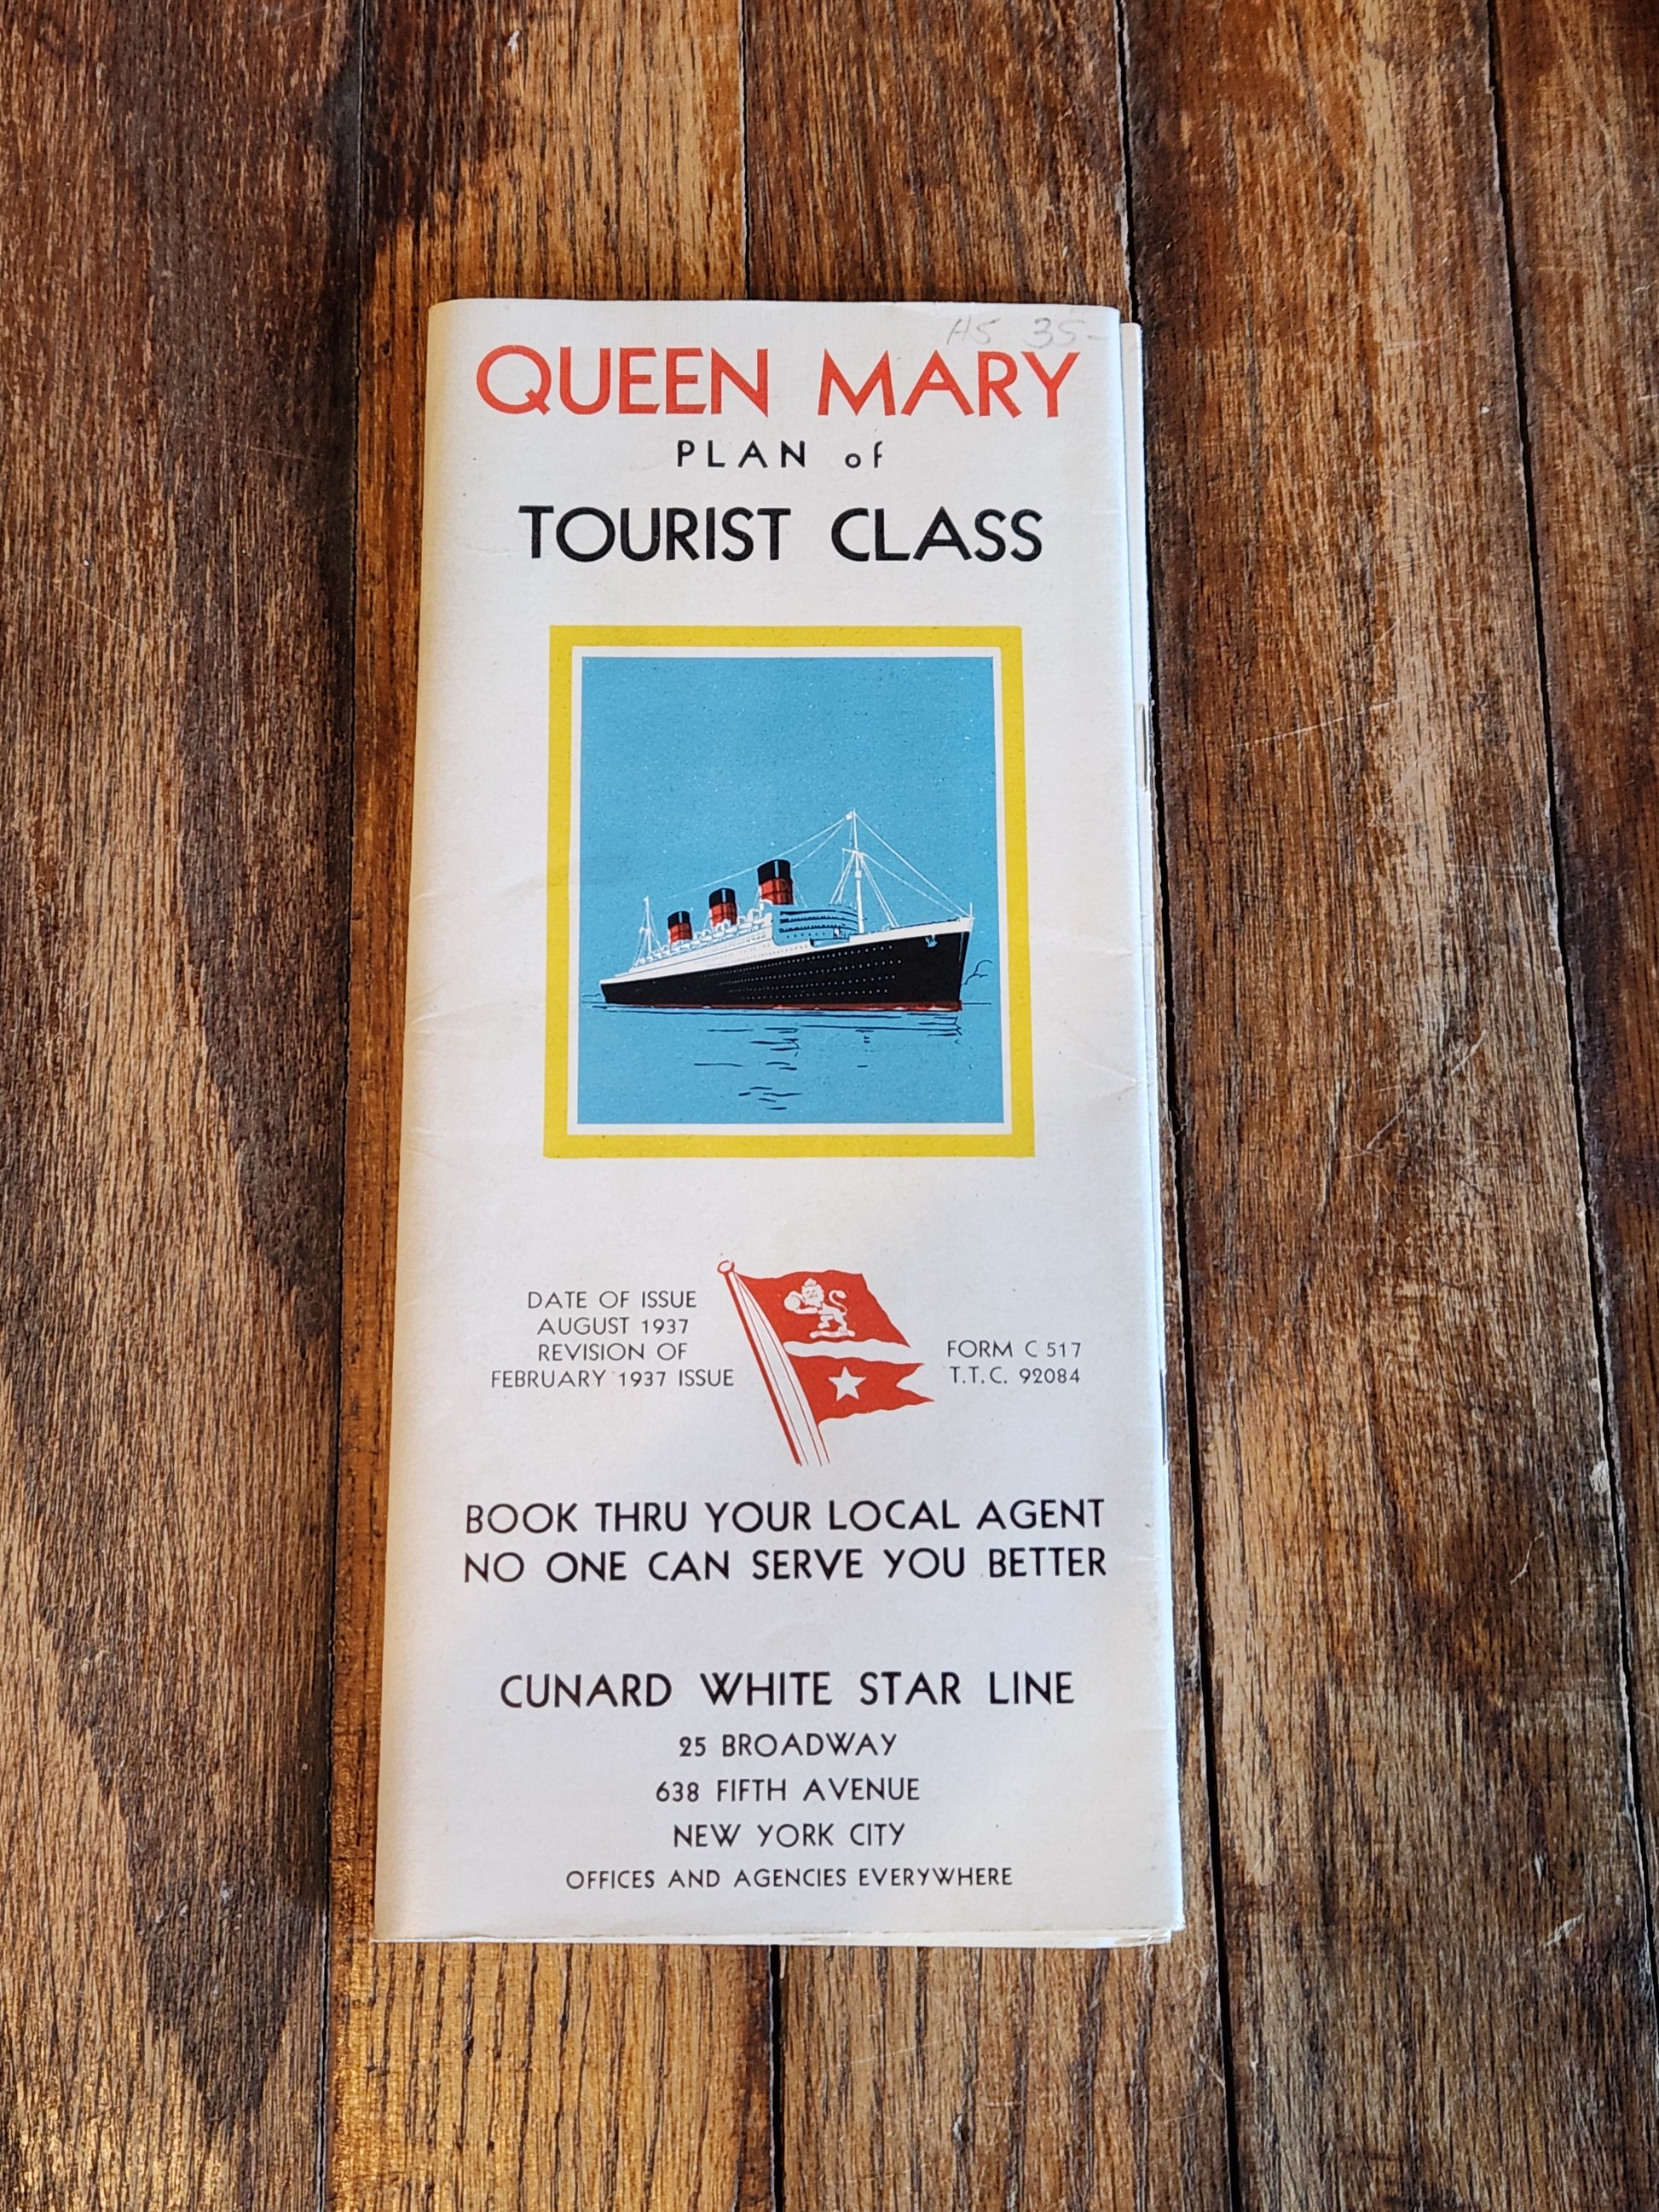 HS 35-
QUEEN MARY
PLAN of
TOURIST CLASS
DATE OF ISSUE
AUGUST 1937
REVISION OF
FEBRUARY 1937 ISSUE
FORM C 517
T.T.C. 92084
BOOK THRU YOUR LOCAL AGENT
NO ONE CAN SERVE YOU BETTER
CUNARD WHITE STAR LINE
25 BROADWAY
638 FIFTH AVENUE
NEW YORK CITY
OFFICES AND AGENCIES EVERYWHERE